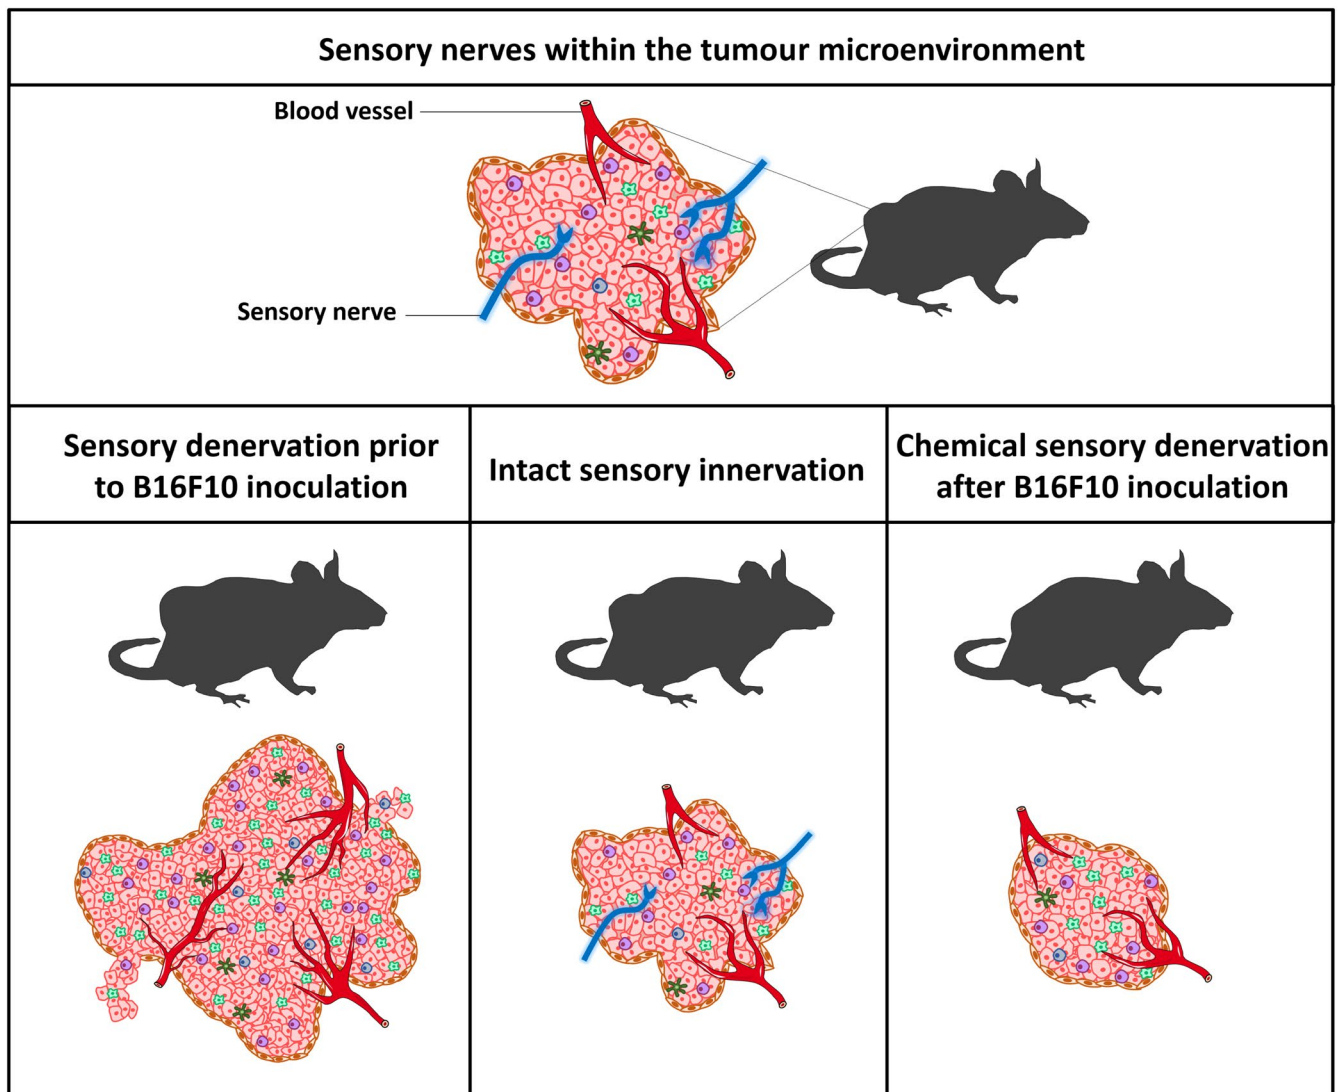 Sensory nerves within the tumour microenvironment
Blood vessel
Sensory nerve
Sensory denervation prior
to B16F10 inoculation
Intact sensory innervation
Chemical sensory denervation
after B16F10 inoculation